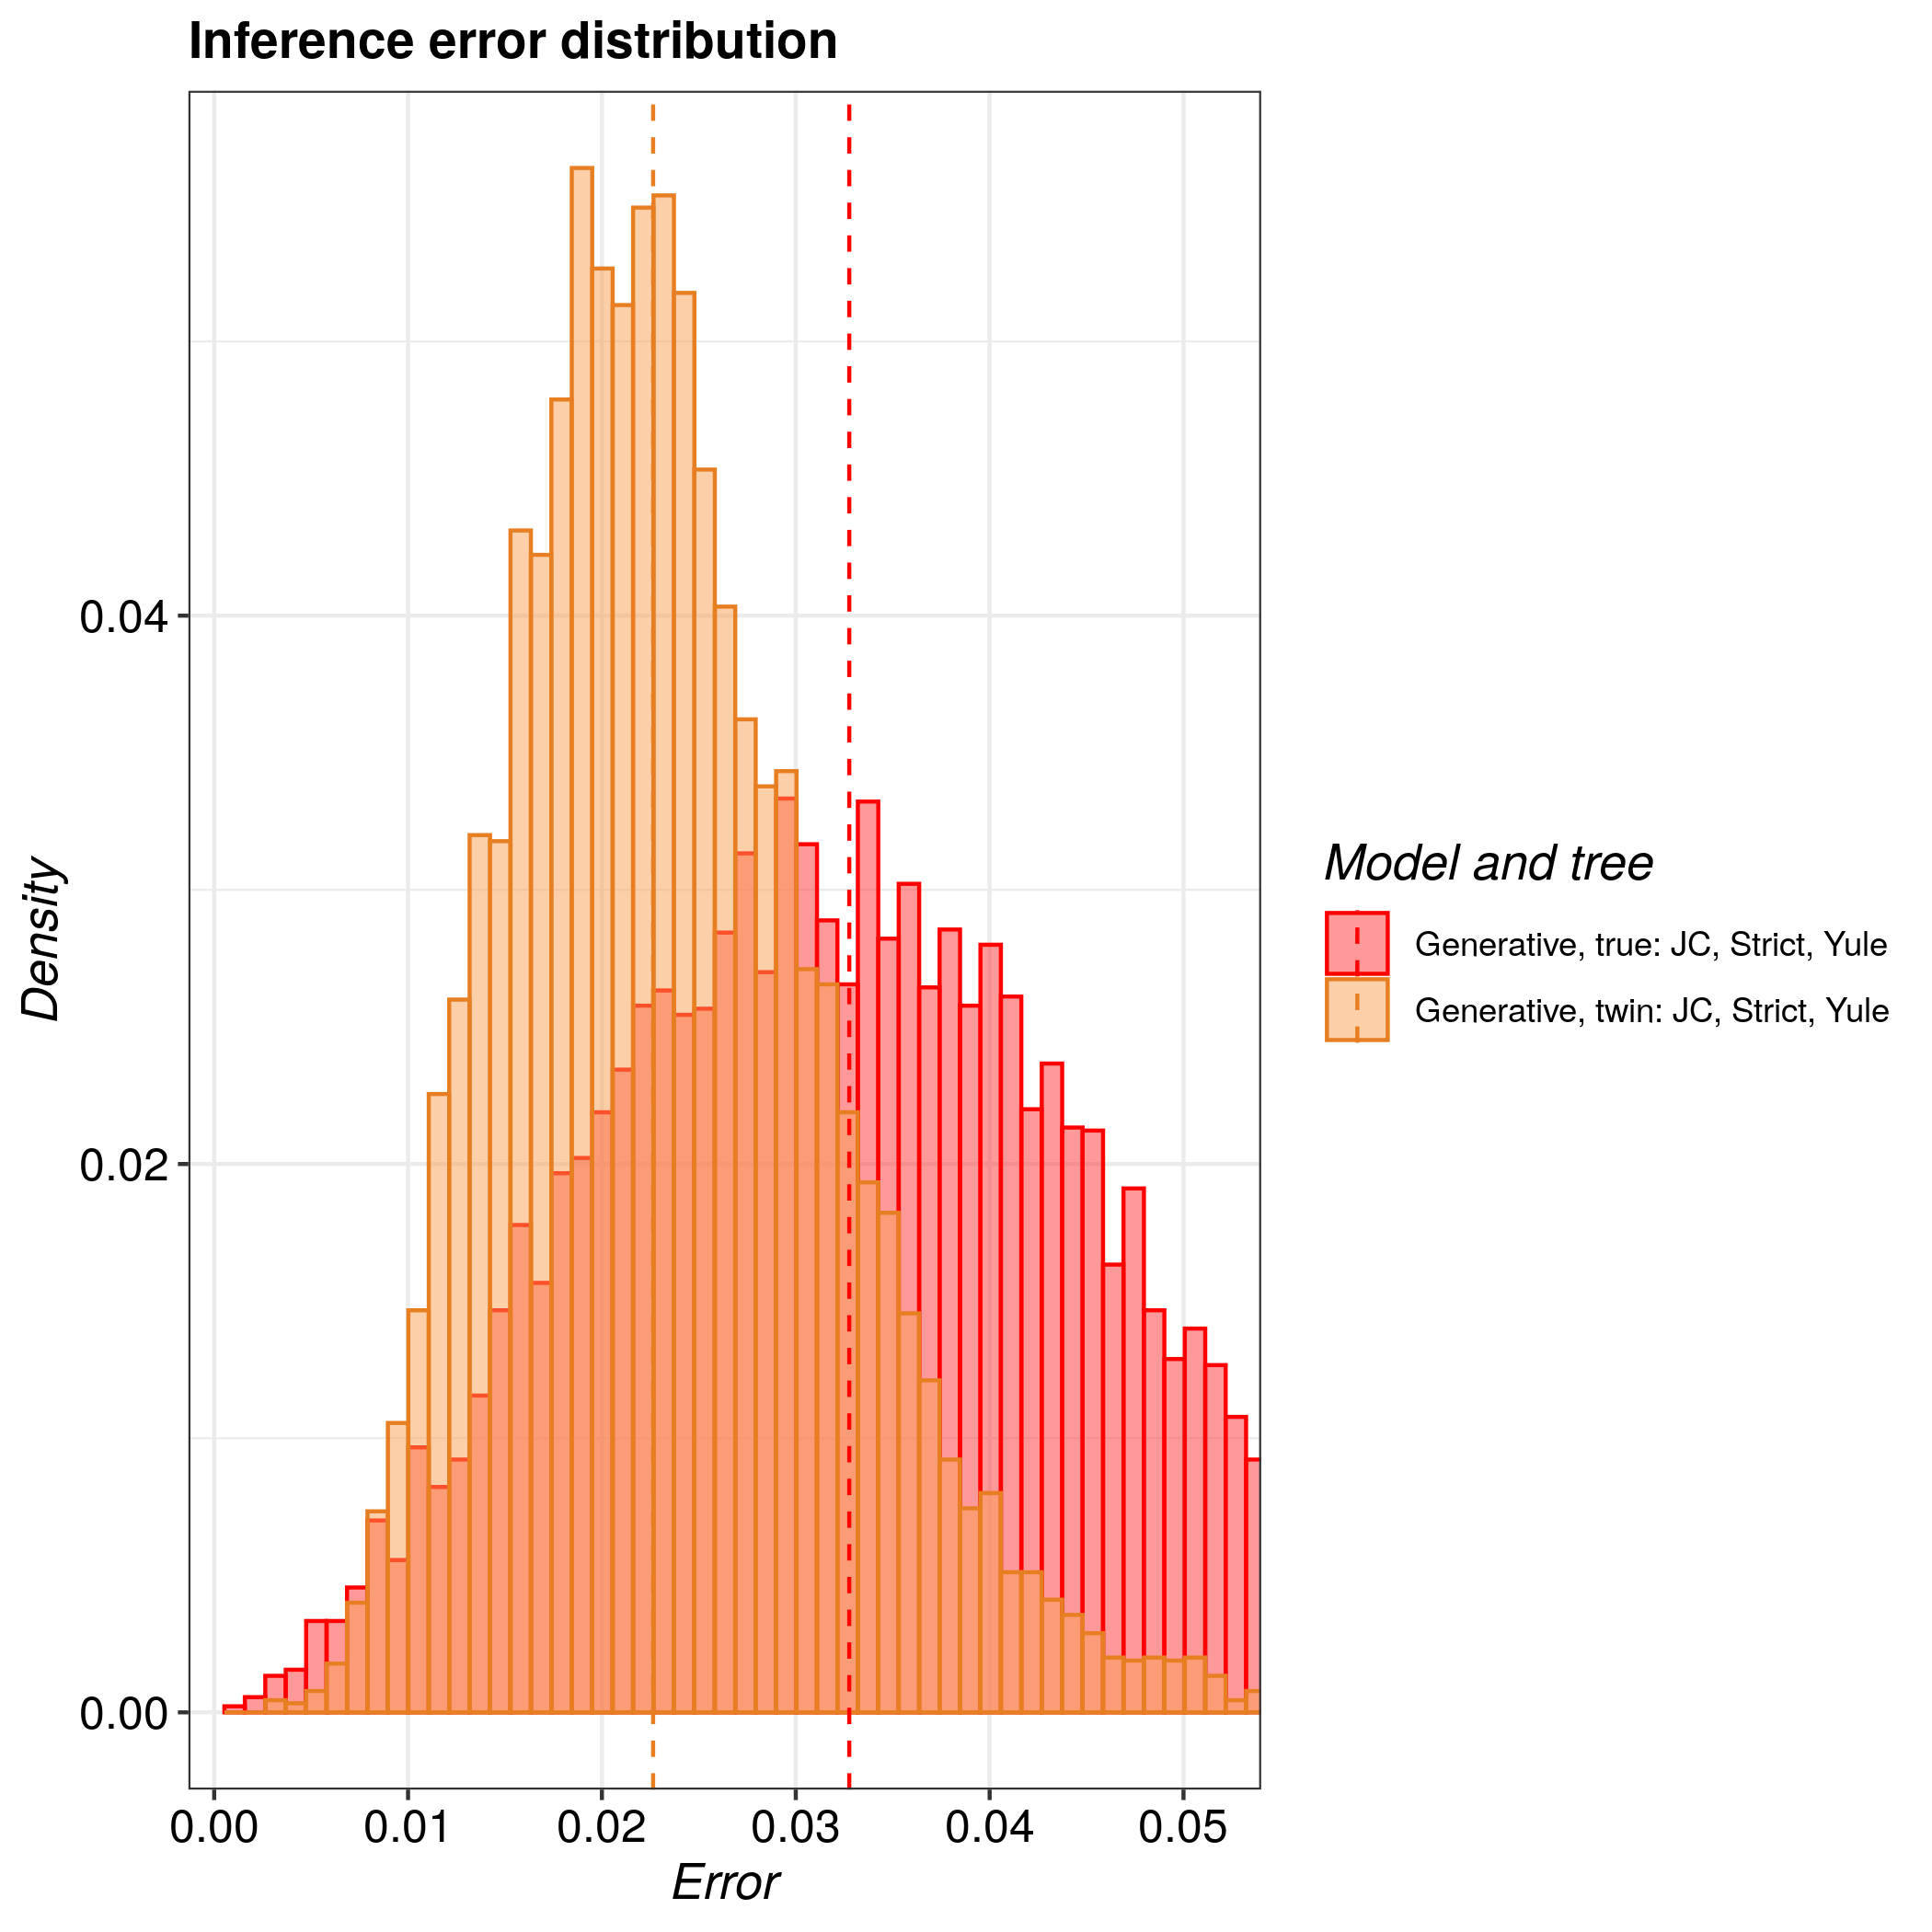 Inference error distribution
Density
0.04
0.02
0.00
0.00 0.01 0.02 0.03 0.04 0.05
Error
Model and tree
Generative, true: JC, Strict, Yule
Generative, twin: JC, Strict, Yule